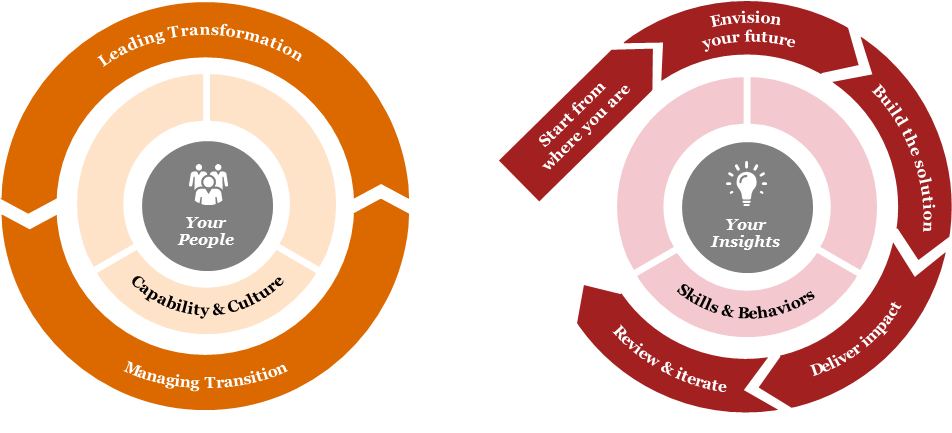 Leading Transformation
Your
People
Capability & Culture
Managing Transition
Start from
where you are
Envision
your future
Build the solution
Deliver impact
Review & iterate
Your
Insights
Skills & Behaviors